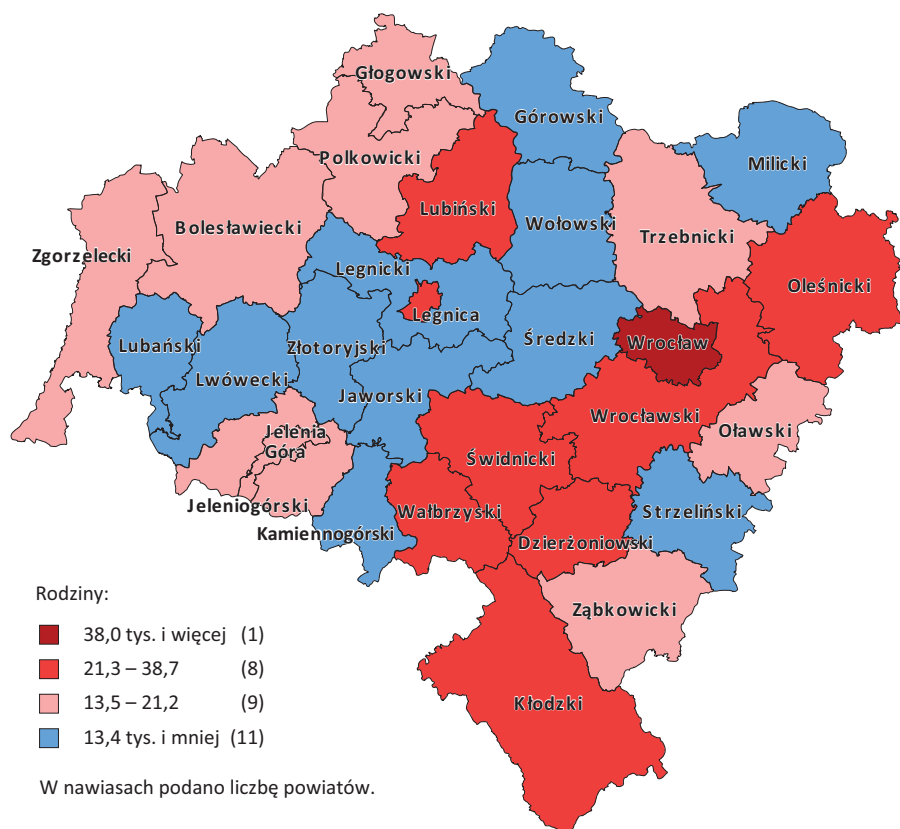 Głogowski
Górowski
Polkowicki
Milicki
Lubiński
Bolesławiecki
Wołowski
Trzebnicki
Zgorzelecki
Legnicki
Oleśnicki
Legnica
Lubański
Złotoryjski
Średzki
Wrocław
Lwówecki
Jaworski
Wrocławski
Oławski
Jelenia
Góra
Świdnicki
Jeleniogórski
Wałbrzyski
Strzeliński
Kamiennogórski
Dzierżoniowski
Ząbkowicki
Kłodzki
Rodziny:
38,0 tys. i więcej (1)
21,3 – 38,7 (8)
13,5 – 21,2 (9)
13,4 tys. i mniej (11)
W nawiasach podano liczbę powiatów.